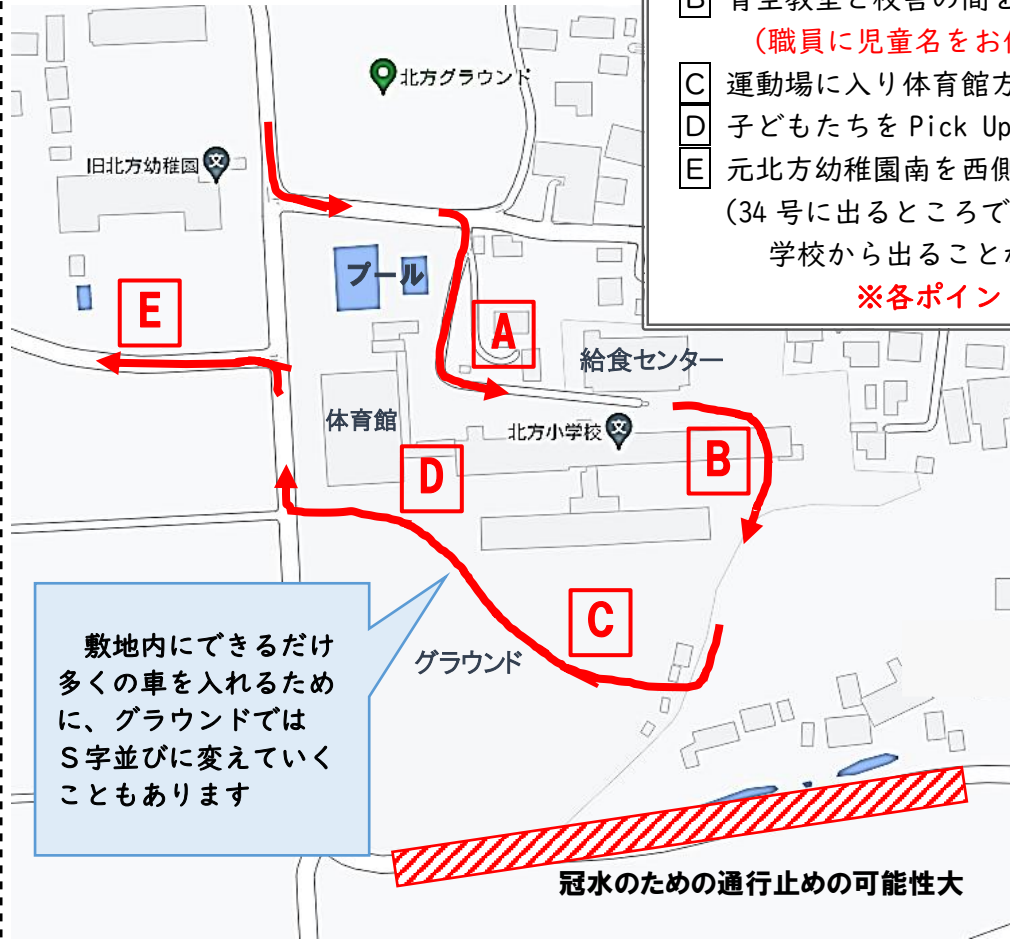 B 青空教室と校舎の間を
(職員に児童名をお
C 運動場に入り体育館方
D 子どもたちを Pick Up
E 元北方幼稚園南を西側
(34 号に出るところで
学校から出ることが
※各ポイン
北方グラウンド
旧北方幼稚園
プール
E
A
給食センター
体育館
北方小学校
B
D
C
敷地内にできるだけ
多くの車を入れるため
に、グラウンドでは
S字並びに変えていく
こともあります
グラウンド
冠水のための通行止めの可能性大